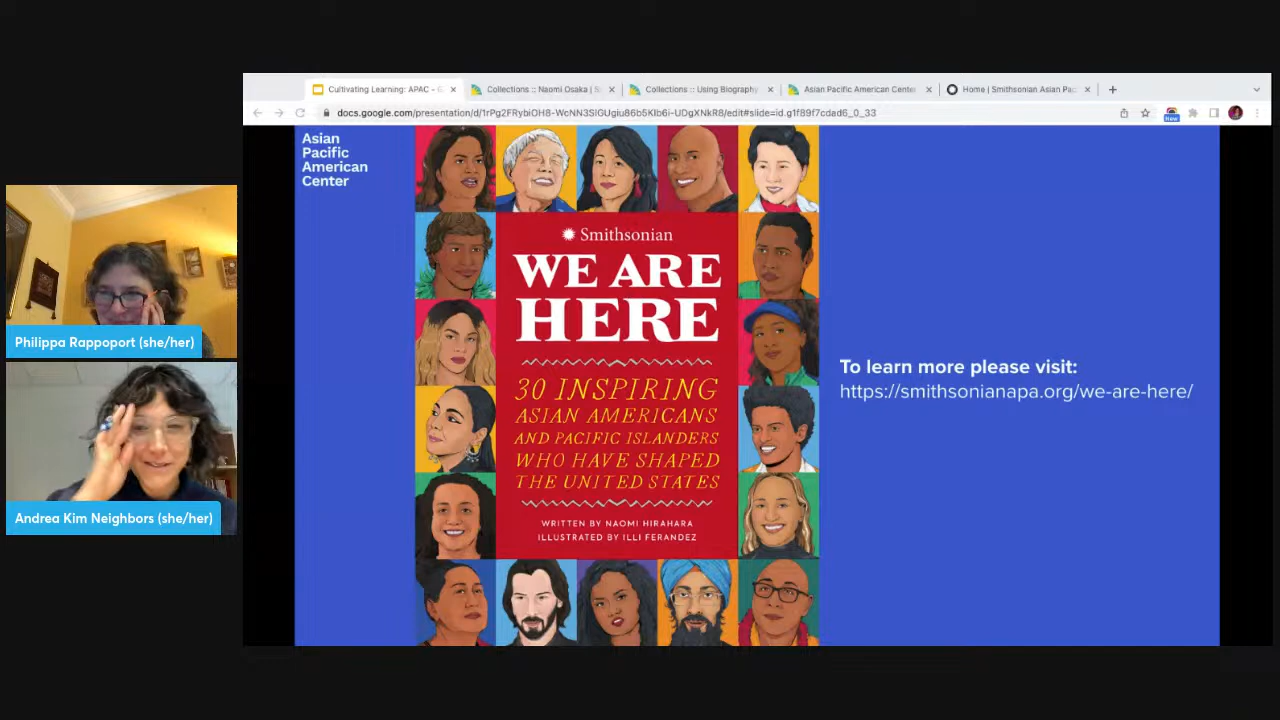 Cultivating Learning: APAC - G
Collections :: Naomi Osaka | S
Collections :: Using Biography
Asian Pacific American Center
Home | Smithsonian Asian Pac
docs.google.com/presentation/d/1rPg2FRybiOH8-WcNN3SIGUgiu86b5KIb6i-UDgXNkR8/edit#slide=id.g1f89f7cdad6_0_33
New
Asian
Pacific
American
Center
Smithsonian
WE ARE
HERE
30 INSPIRING
ASIAN AMERICANS
AND PACIFIC ISLANDERS
WHO HAVE SHAPED
THE UNITED STATES
WRITTEN BY NAOMI HIRAHARA
ILLUSTRATED BY ILLI FERANDEZ
To learn more please visit:
https://smithsonianapa.org/we-are-here/
Philippa Rappoport (she/her)
Andrea Kim Neighbors (she/her)